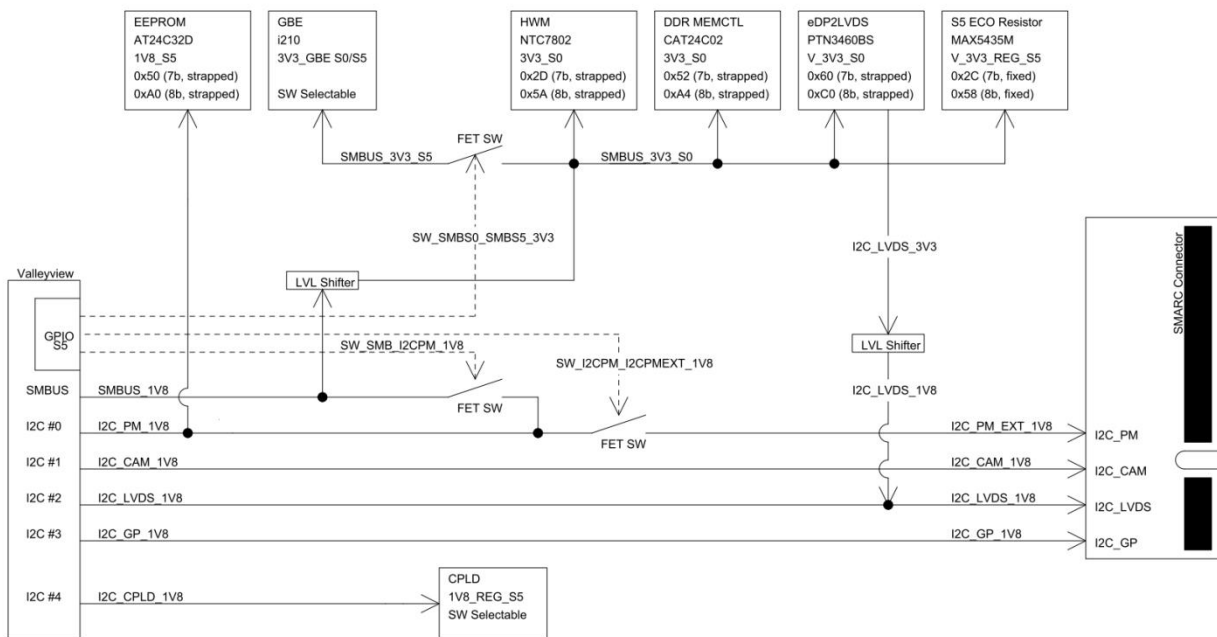 EEPROM
AT24C32D
1V8_S5
0x50 (7b, strapped)
0xA0 (8b, strapped)
GBE
i210
3V3_GBE S0/S5
SW Selectable
HWM
NTC7802
3V3_S0
0x2D (7b, strapped)
0x5A (8b, strapped)
DDR MEMCTL
CAT24C02
3V3_S0
0x52 (7b, strapped)
0xA4 (8b, strapped)
eDP2LVDS
PTN3460BS
V_3V3_S0
0x60 (7b, strapped)
0xC0 (8b, strapped)
S5 ECO Resistor
MAX5435M
V_3V3_REG_S5
0x2C (7b, fixed)
0x58 (8b, fixed)
FET SW
SMBUS_3V3_S5
SMBUS_3V3_S0
SW_SMBS0_SMBS5_3V3
I2C_LVDS_3V3
SMARC Connector
Valleyview
LVL Shifter
GPIO
S5
LVL Shifter
SW_SMB_I2CPM_1V8
SW_I2CPM_I2CPMEXT_1V8
I2C_LVDS_1V8
SMBUS
SMBUS_1V8
FET SW
I2C #0
I2C_PM_1V8
FET SW
I2C_PM_EXT_1V8
I2C_PM
I2C #1
I2C_CAM_1V8
I2C_CAM_1V8
I2C_CAM
I2C #2
I2C_LVDS_1V8
I2C_LVDS_1V8
I2C_LVDS
I2C #3
I2C_GP_1V8
I2C_GP_1V8
I2C_GP
I2C #4
I2C_CPLD_1V8
CPLD
1V8_REG_S5
SW Selectable